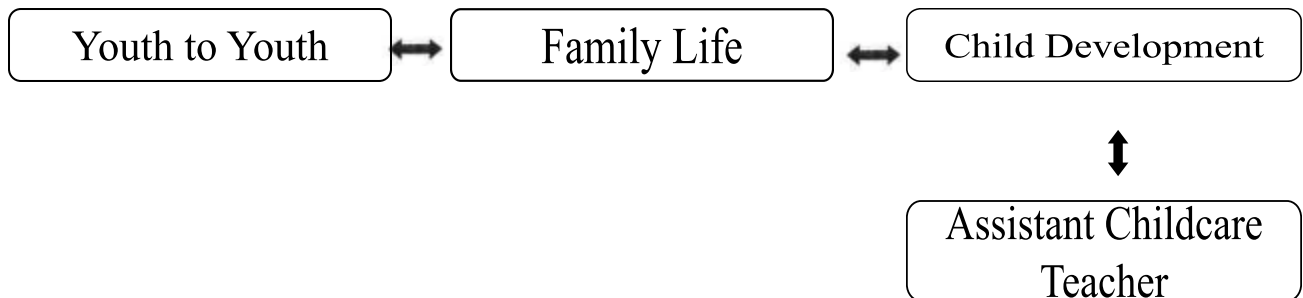 Youth to Youth
Family Life
Child Development
Assistant Childcare
Teacher